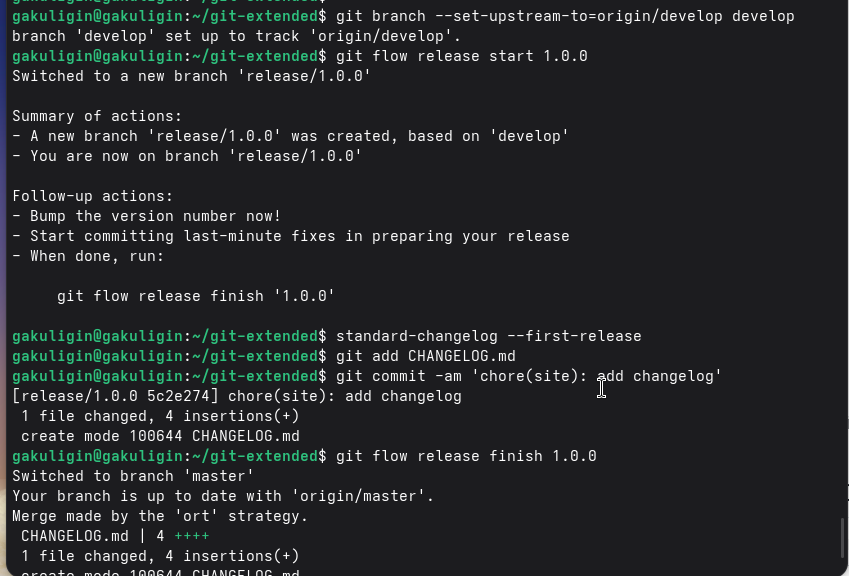 gakuligin@gakuligin:~/git-extended$ git branch --set-upstream-to=origin/develop develop
branch 'develop' set up to track 'origin/develop'.
gakuligin@gakuligin:~/git-extended$ git flow release start 1.0.0
Switched to a new branch 'release/1.0.0'
Summary of actions:
- A new branch 'release/1.0.0' was created, based on 'develop'
- You are now on branch 'release/1.0.0'
Follow-up actions:
- Bump the version number now!
- Start committing last-minute fixes in preparing your release
- When done, run:
git flow release finish '1.0.0'
gakuligin@gakuligin:~/git-extended$ standard-changelog --first-release
gakuligin@gakuligin:~/git-extended$ git add CHANGELOG.md
gakuligin@gakuligin:~/git-extended$ git commit -am 'chore(site): add changelog'
[release/1.0.0 5c2e274] chore(site): add changelog
1 file changed, 4 insertions(+)
create mode 100644 CHANGELOG.md
gakuligin@gakuligin:~/git-extended$ git flow release finish 1.0.0
Switched to branch 'master'
Your branch is up to date with 'origin/master'.
Merge made by the 'ort' strategy.
CHANGELOG.md | 4 ++++
1 file changed, 4 insertions(+)
create mode 100644 CHANGELOG.md